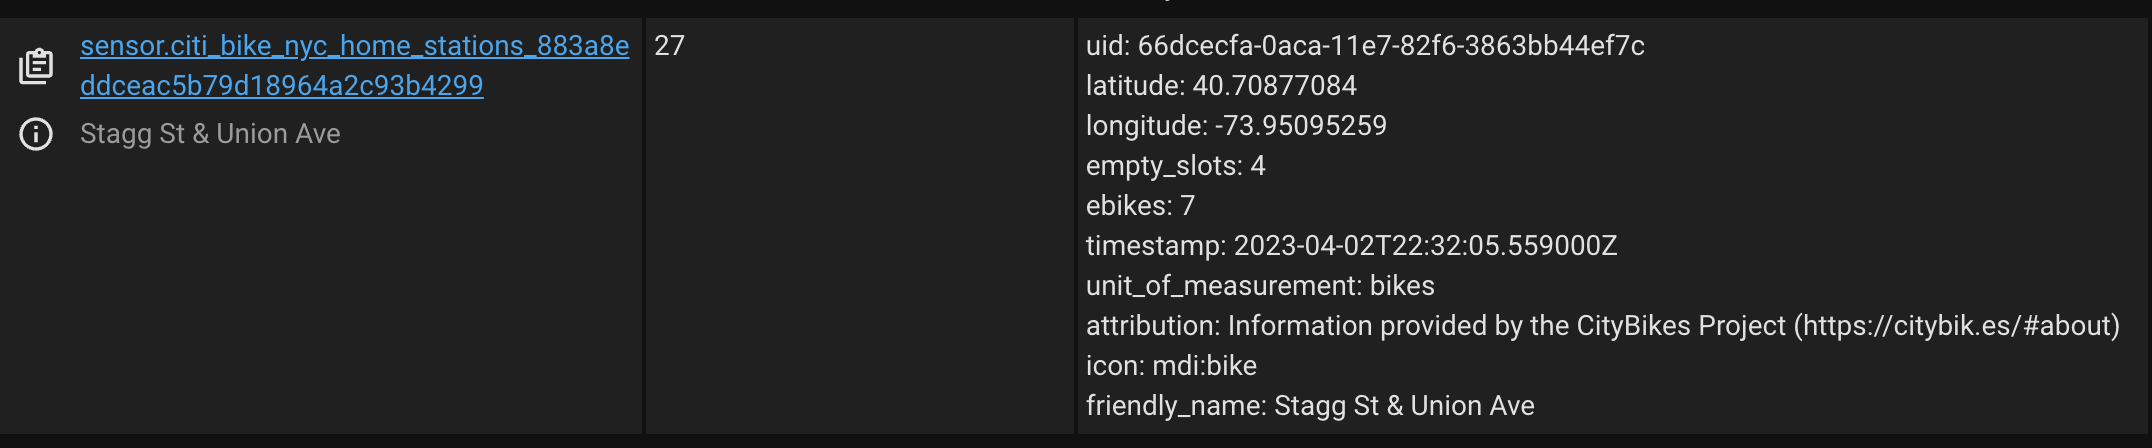 sensor.citi_bike_nyc_home_stations_883a8e
ddceac5b79d18964a2c93b4299
Stagg St & Union Ave
27
uid: 66dcecfa-0aca-11e7-82f6-3863bb44ef7c
latitude: 40.70877084
longitude: -73.95095259
empty_slots: 4
ebikes: 7
timestamp: 2023-04-02T22:32:05.559000Z
unit_of_measurement: bikes
attribution: Information provided by the CityBikes Project (https://citybik.es/#about)
icon: mdi:bike
friendly_name: Stagg St & Union Ave